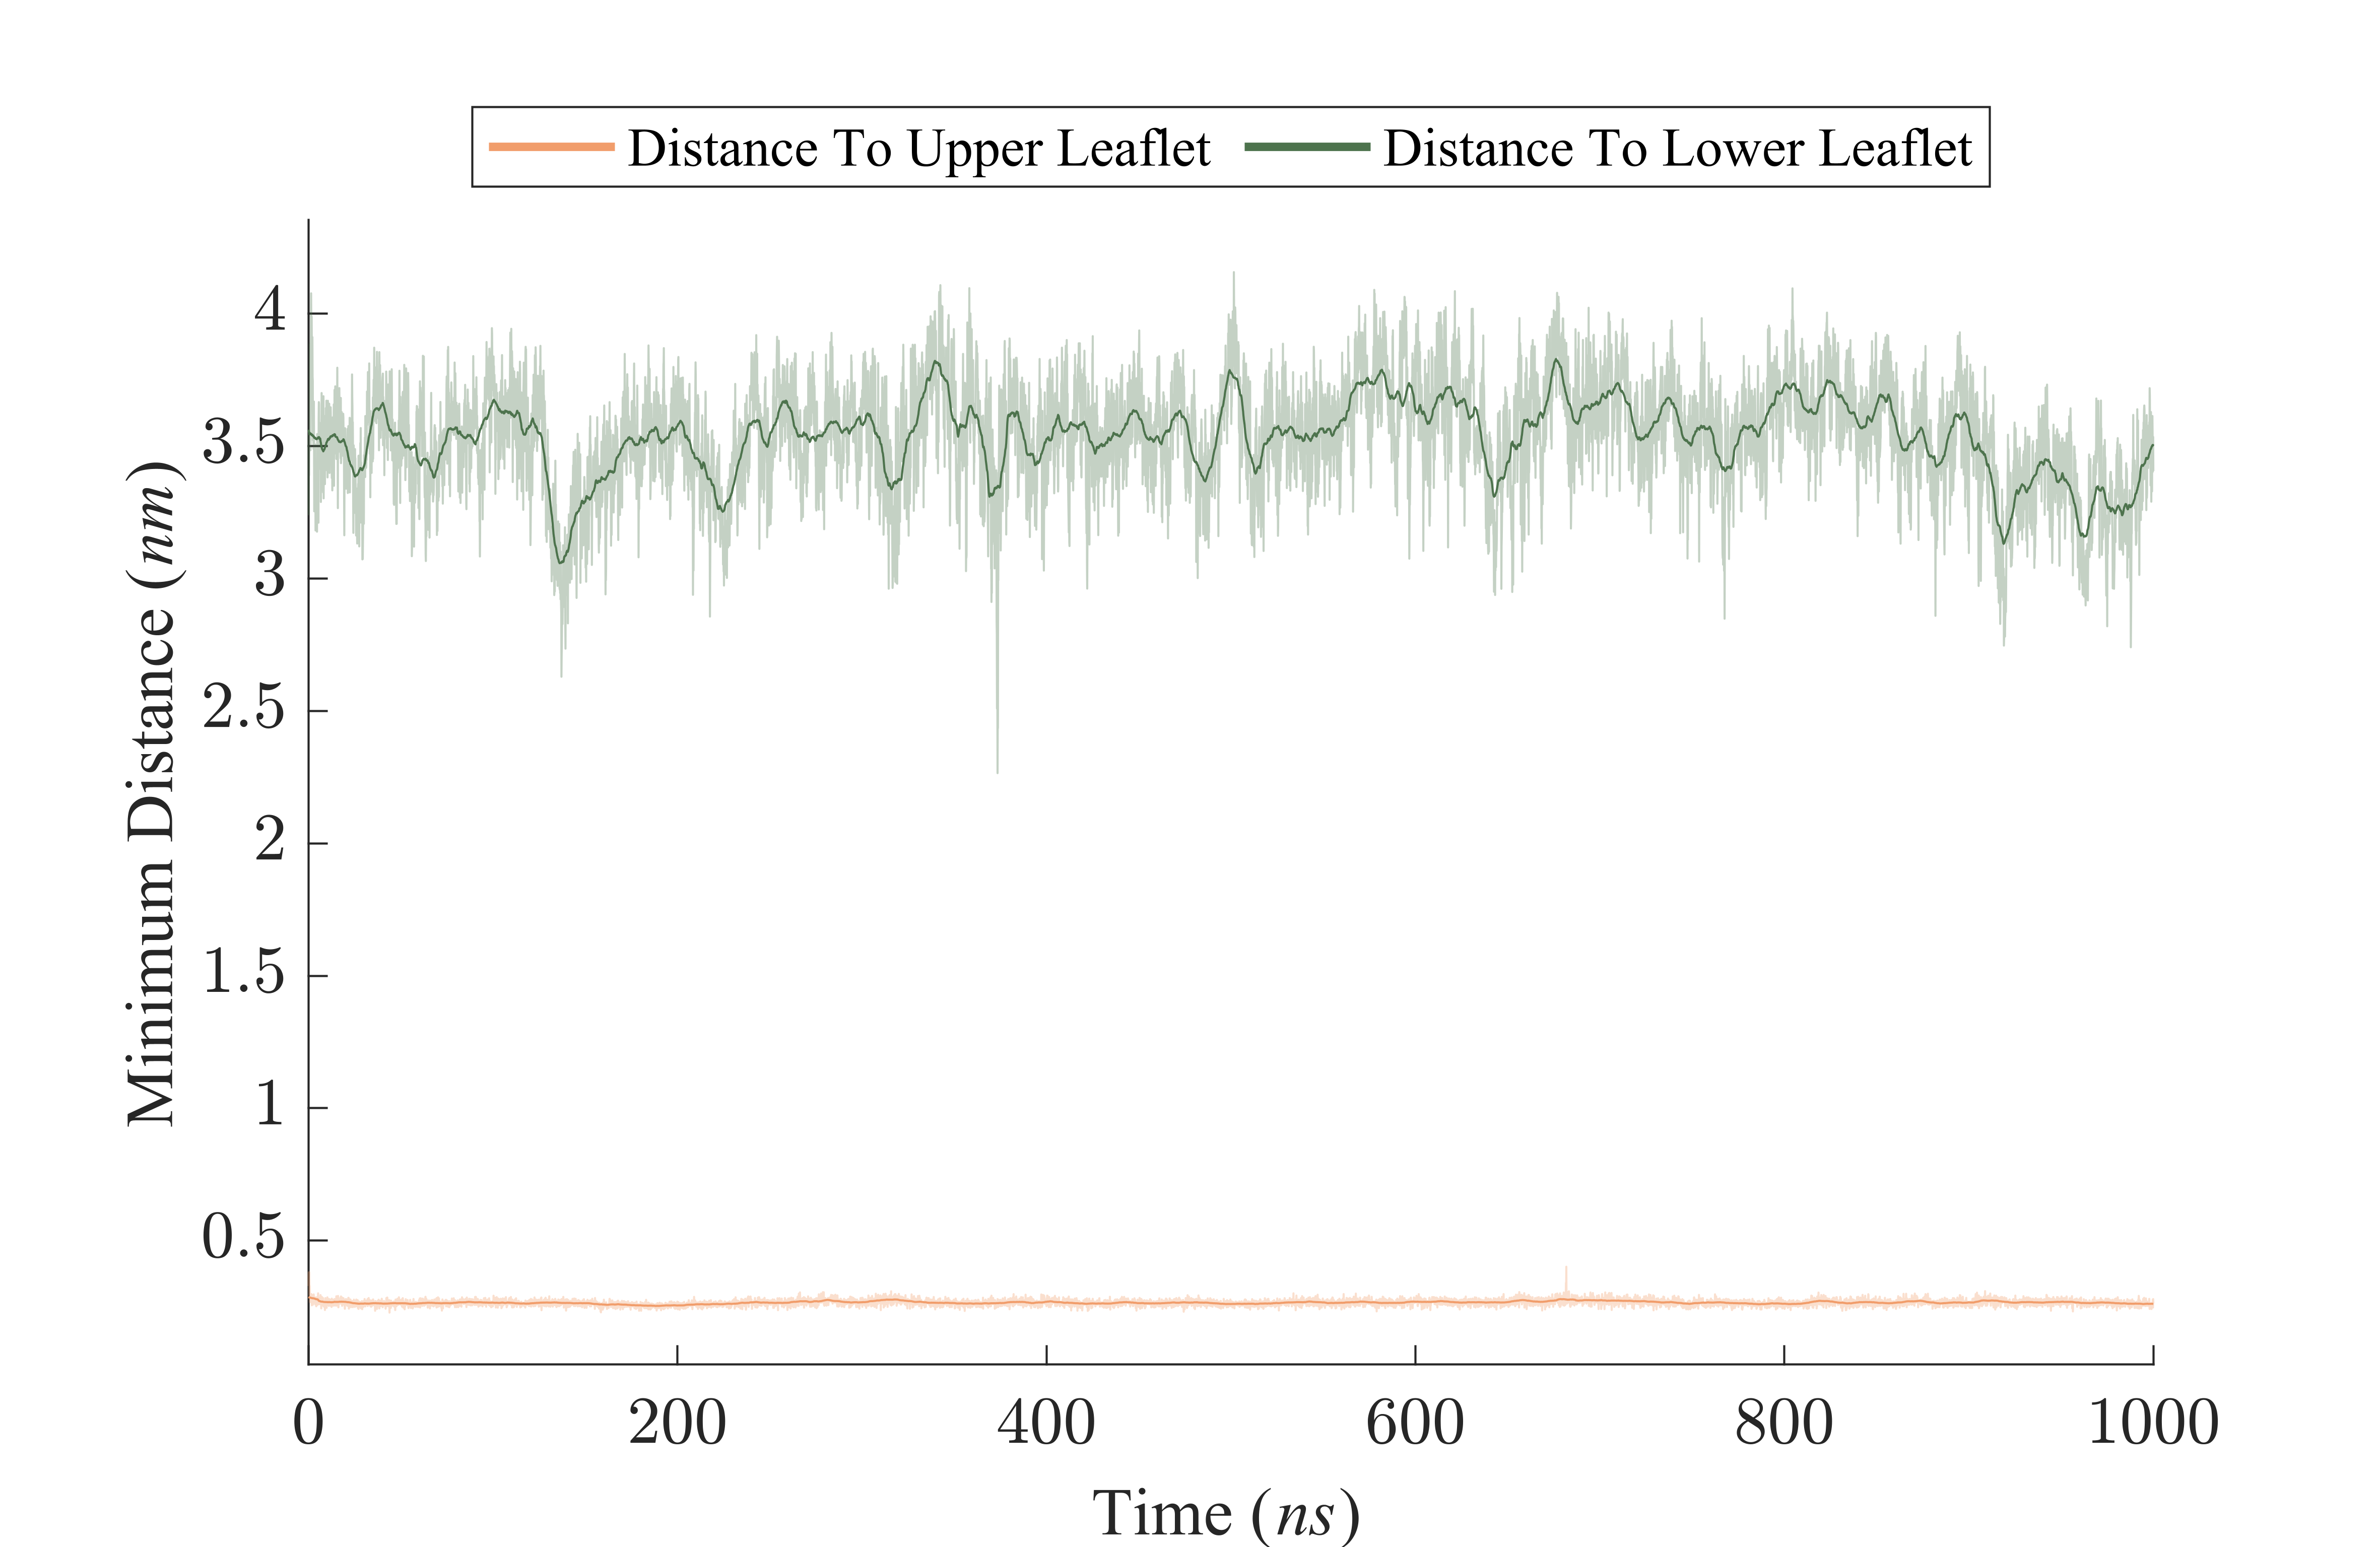 Distance To Upper Leaflet Distance To Lower Leaflet
4
3.5
3
2.5
2
1.5
1
0.5
Minimum Distance (nm)
0 200 400 600 800 1000
Time (ns)